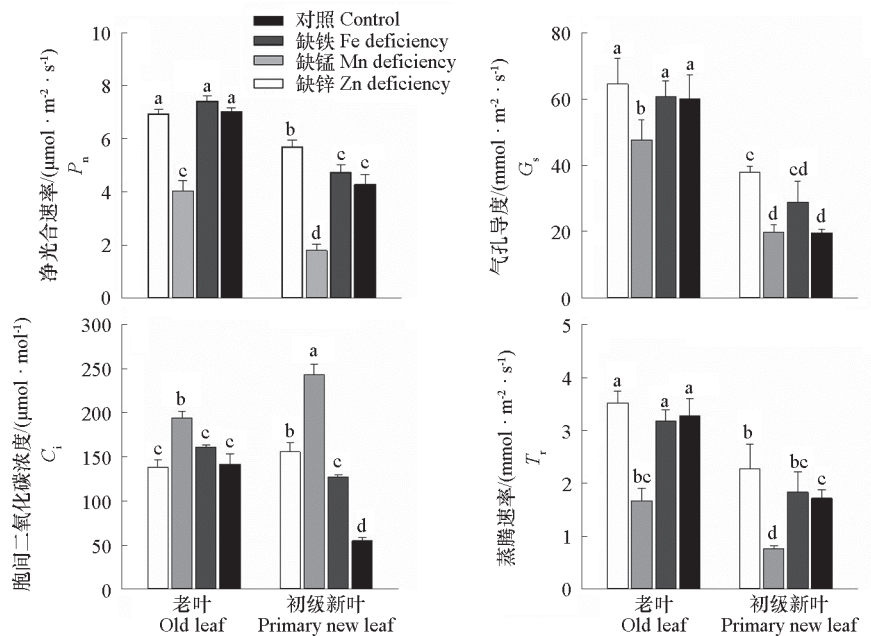 对照 Control
缺铁 Fe deficiency
缺锰 Mn deficiency
缺锌 Zn deficiency
净光合速率/(μmol · m-2 · s-1)
Pn
10
8
6
4
2
0
a
c
a
a
b
d
c
c
气孔导度/(mmol · m-2 · s-1)
Gs
80
60
40
20
0
a
b
a
a
c
d
cd
d
胞间二氧化碳浓度/(μmol · mol-1)
Ci
300
250
200
150
100
50
0
c
b
c
c
b
a
c
d
老叶
Old leaf
初级新叶
Primary new leaf
蒸腾速率/(mmol · m-2 · s-1)
Tr
5
4
3
2
1
0
a
bc
a
a
b
d
bc
c
老叶
Old leaf
初级新叶
Primary new leaf